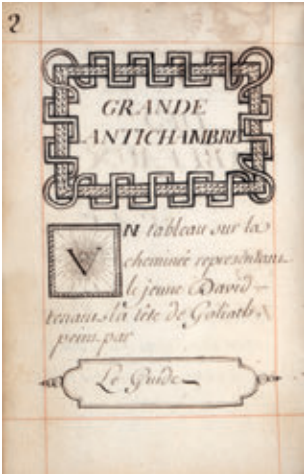 2
GRANDE
ANTICHAMBRE
VN tableau sur la
cheminée representant
le jeune David
tenant la tête de Goliath
peint par
Le Guide